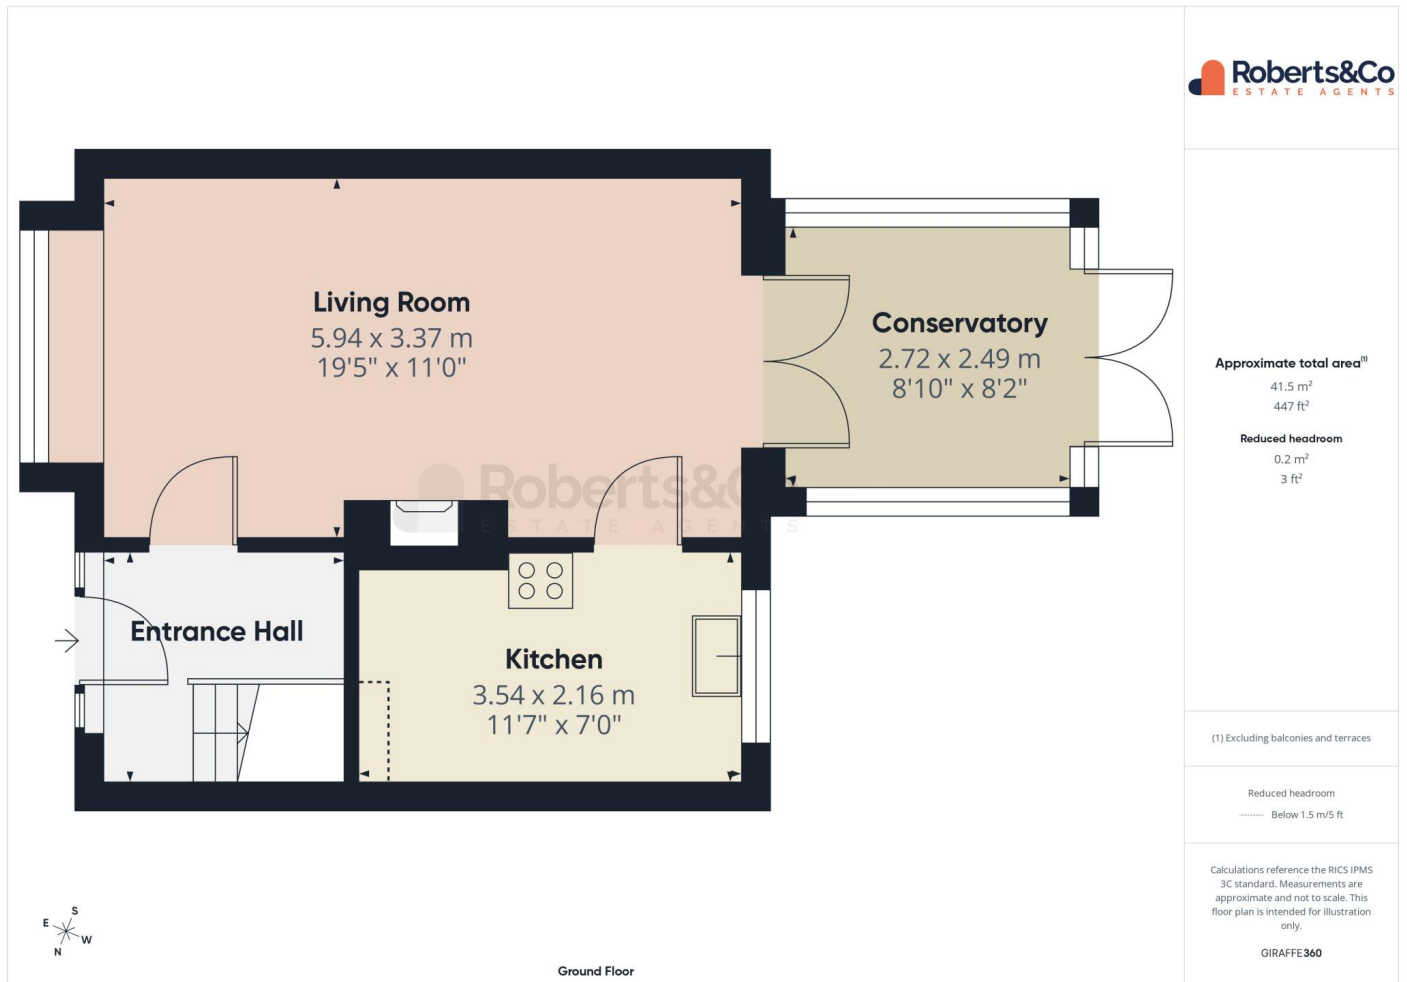 Roberts&Co
ESTATE AGENTS
Living Room
5.94 x 3.37 m
19'5" x 11'0"
Conservatory
2.72 x 2.49 m
8'10" x 8'2"
Roberts&C
ESTATE AGENTS
Entrance Hall
Kitchen
3.54 x 2.16 m
11'7" x 7'0"
S
E
W
N
Ground Floor
Approximate total area(1)
41.5 m²
447 ft²
Reduced headroom
0.2 m²
3 ft²
(1) Excluding balconies and terraces
Reduced headroom
Below 1.5 m/5 ft
Calculations reference the RICS IPMS
3C standard. Measurements are
approximate and not to scale. This
floor plan is intended for illustration
only.
GIRAFFE360